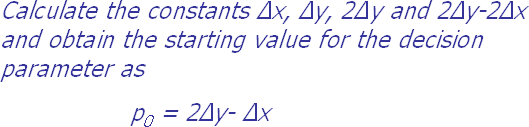 Calculate the constants Δx, Δy, 2Δy and 2Δy-2Δx
and obtain the starting value for the decision
parameter as
p₀ = 2Δy- Δx